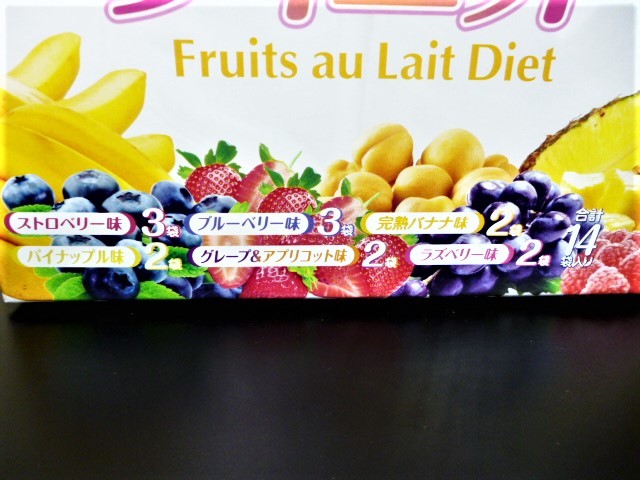 Fruits au Lait Diet
ストロベリー味 3袋 ブルーベリー味 3袋 完熟バナナ味 2袋
パイナップル味 2袋 グレープ&アプリコット味 2袋 ラズベリー味 2袋
合計
14
袋入り